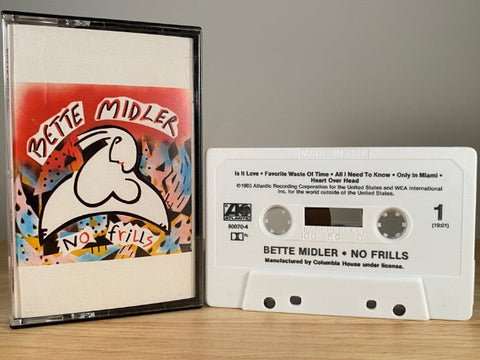 BETTE MIDLER
NO frills
MADE IN USA
Is It Love • Favorite Waste Of Time • All I Need To Know • Only In Miami •
Heart Over Head
©1983 Atlantic Recording Corporation for the United States and WEA International
Inc. for the world outside of the United States.
ATLANTIC
80070-4
1
(19:01)
BETTE MIDLER • NO FRILLS
Manufactured by Columbia House under license.